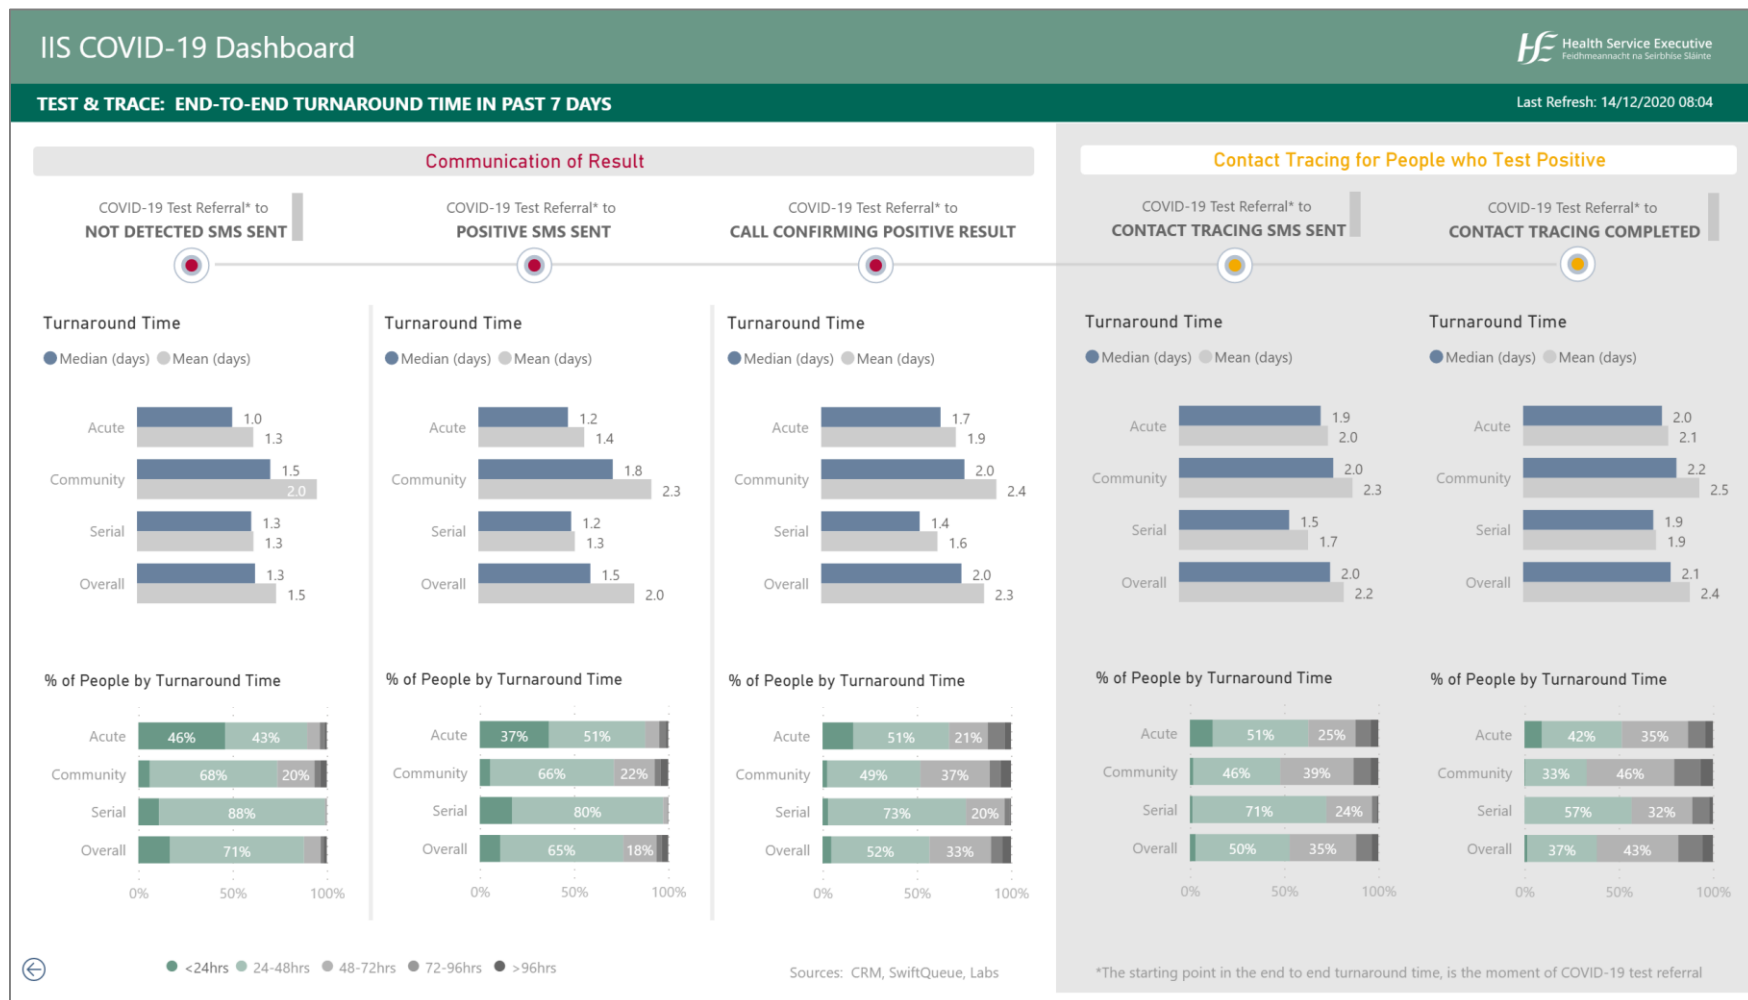 IIS COVID-19 Dashboard
Health Service Executive
Feidhmeannacht na Seirbhíse Sláinte
TEST & TRACE: END-TO-END TURNAROUND TIME IN PAST 7 DAYS
Last Refresh: 14/12/2020 08:04
Communication of Result
COVID-19 Test Referral* to
NOT DETECTED SMS SENT
Turnaround Time
Median (days) Mean (days)
Acute 1.0
1.3
Community 1.5
2.0
Serial 1.3
1.3
Overall 1.3
1.5
% of People by Turnaround Time
Acute 46% 43%
Community 68% 20%
Serial 88%
Overall 71%
0% 50% 100%
COVID-19 Test Referral* to
POSITIVE SMS SENT
Turnaround Time
Median (days) Mean (days)
Acute 1.2
1.4
Community 1.8
2.3
Serial 1.2
1.3
Overall 1.5
2.0
% of People by Turnaround Time
Acute 37% 51%
Community 66% 22%
Serial 80%
Overall 65% 18%
0% 50% 100%
COVID-19 Test Referral* to
CALL CONFIRMING POSITIVE RESULT
Turnaround Time
Median (days) Mean (days)
Acute 1.7
1.9
Community 2.0
2.4
Serial 1.4
1.6
Overall 2.0
2.3
% of People by Turnaround Time
Acute 51% 21%
Community 49% 37%
Serial 73% 20%
Overall 52% 33%
0% 50% 100%
Contact Tracing for People who Test Positive
COVID-19 Test Referral* to
CONTACT TRACING SMS SENT
Turnaround Time
Median (days) Mean (days)
Acute 1.9
2.0
Community 2.0
2.3
Serial 1.5
1.7
Overall 2.0
2.2
% of People by Turnaround Time
Acute 51% 25%
Community 46% 39%
Serial 71% 24%
Overall 50% 35%
0% 50% 100%
COVID-19 Test Referral* to
CONTACT TRACING COMPLETED
Turnaround Time
Median (days) Mean (days)
Acute 2.0
2.1
Community 2.2
2.5
Serial 1.9
1.9
Overall 2.1
2.4
% of People by Turnaround Time
Acute 42% 35%
Community 33% 46%
Serial 57% 32%
Overall 37% 43%
0% 50% 100%
<24hrs 24-48hrs 48-72hrs 72-96hrs >96hrs
Sources: CRM, SwiftQueue, Labs
*The starting point in the end to end turnaround time, is the moment of COVID-19 test referral